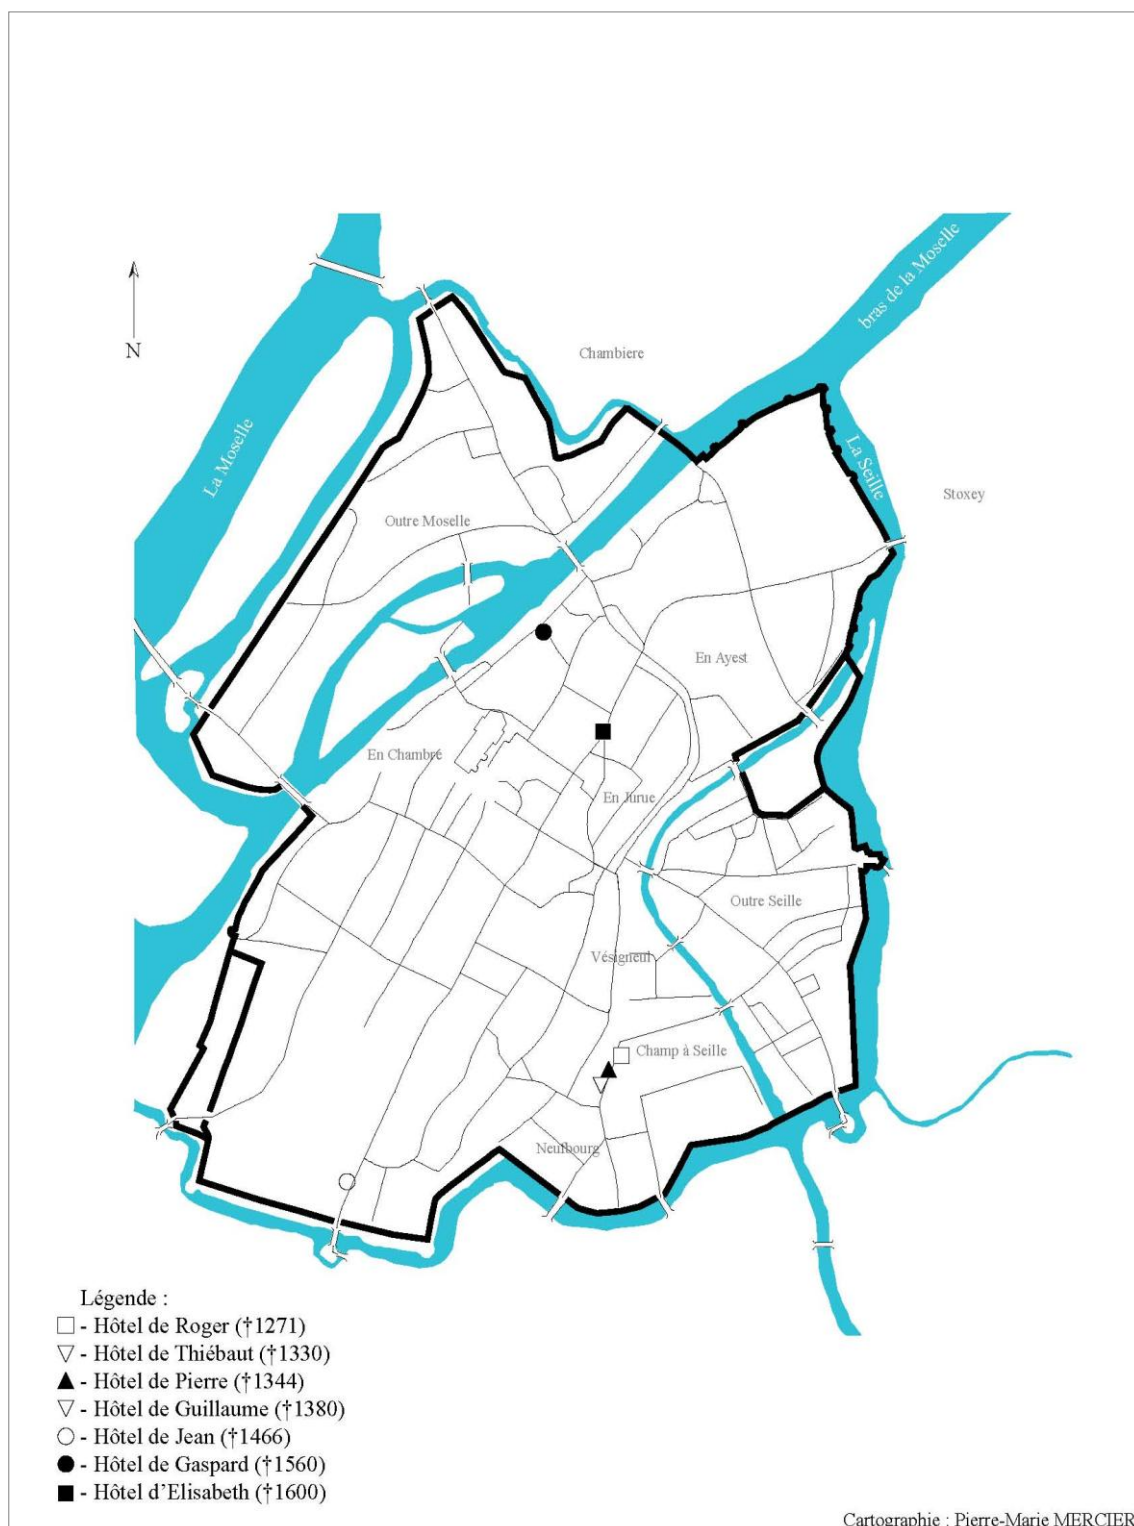 bras de la Moselle
Chambiere
N
La Moselle
La Seille
Stoxey
Outre Moselle
En Ayest
En Chambré
En Jurue
Outre Seille
Vésigneul
Champ à Seille
Neufbourg
Légende :
- Hôtel de Roger (†1271)
- Hôtel de Thiébaut (†1330)
- Hôtel de Pierre (†1344)
- Hôtel de Guillaume (†1380)
- Hôtel de Jean (†1466)
- Hôtel de Gaspard (†1560)
- Hôtel d’Elisabeth (†1600)
Cartographie : Pierre-Marie MERCIER